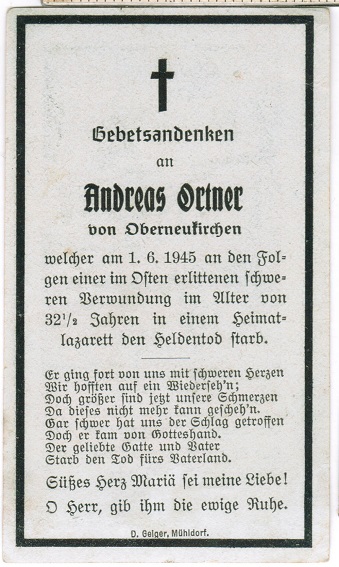 Gebetsandenken
an
Andreas Ortner
von Oberneukirchen
welcher am 1. 6. 1945 an den Fol-
gen einer im Osten erlittenen schwe-
ren Verwundung im Alter von
32 1/2 Jahren in einem Heimat-
lazarett den Heldentod starb.
Er ging fort von uns mit schweren Herzen
Wir hofften auf ein Wiederseh'n;
Doch größer sind jetzt unsere Schmerzen
Da dieses nicht mehr kann gescheh'n.
Gar schwer hat uns der Schlag getroffen
Doch er kam von Gotteshand.
Der geliebte Gatte und Vater
Starb den Tod fürs Vaterland.
Süßes Herz Mariä sei meine Liebe!
O Herr, gib ihm die ewige Ruhe.
D. Geiger, Mühldorf.